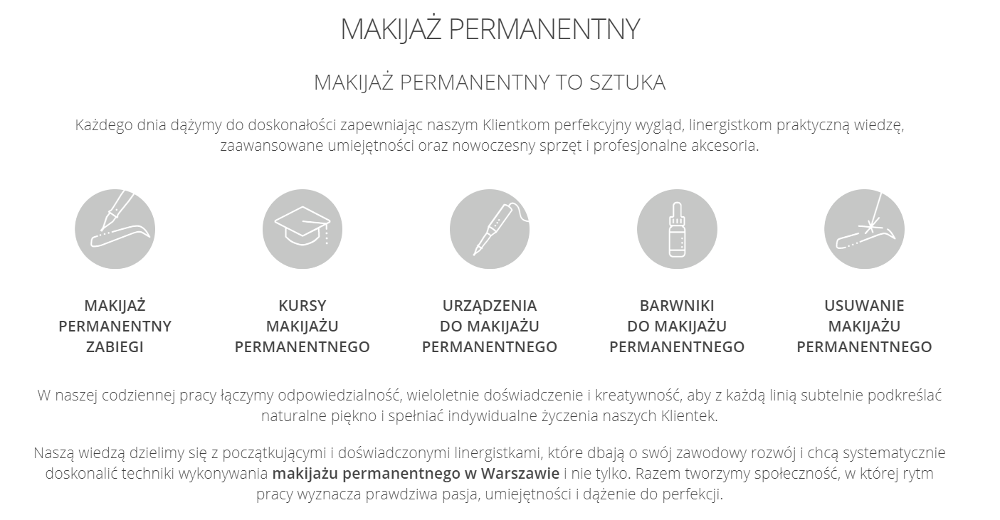 MAKIJAŻ PERMANENTNY
MAKIJAŻ PERMANENTNY TO SZTUKA
Każdego dnia dążymy do doskonałości zapewniając naszym Klientkom perfekcyjny wygląd, linergistkom praktyczną wiedzę,
zaawansowane umiejętności oraz nowoczesny sprzęt i profesjonalne akcesoria.
MAKIJAŻ
PERMANENTNY
ZABIEGI
KURSY
MAKIJAŻU
PERMANENTNEGO
URZĄDZENIA
DO MAKIJAŻU
PERMANENTNEGO
BARWNIKI
DO MAKIJAŻU
PERMANENTNEGO
USUWANIE
MAKIJAŻU
PERMANENTNEGO
W naszej codziennej pracy łączymy odpowiedzialność, wieloletnie doświadczenie i kreatywność, aby z każdą linią subtelnie podkreślać
naturalne piękno i spełniać indywidualne życzenia naszych Klientek.
Naszą wiedzą dzielimy się z początkującymi i doświadczonymi linergistkami, które dbają o swój zawodowy rozwój i chcą systematycznie
doskonalić techniki wykonywania makijażu permanentnego w Warszawie i nie tylko. Razem tworzymy społeczność, w której rytm
pracy wyznacza prawdziwa pasja, umiejętności i dążenie do perfekcji.